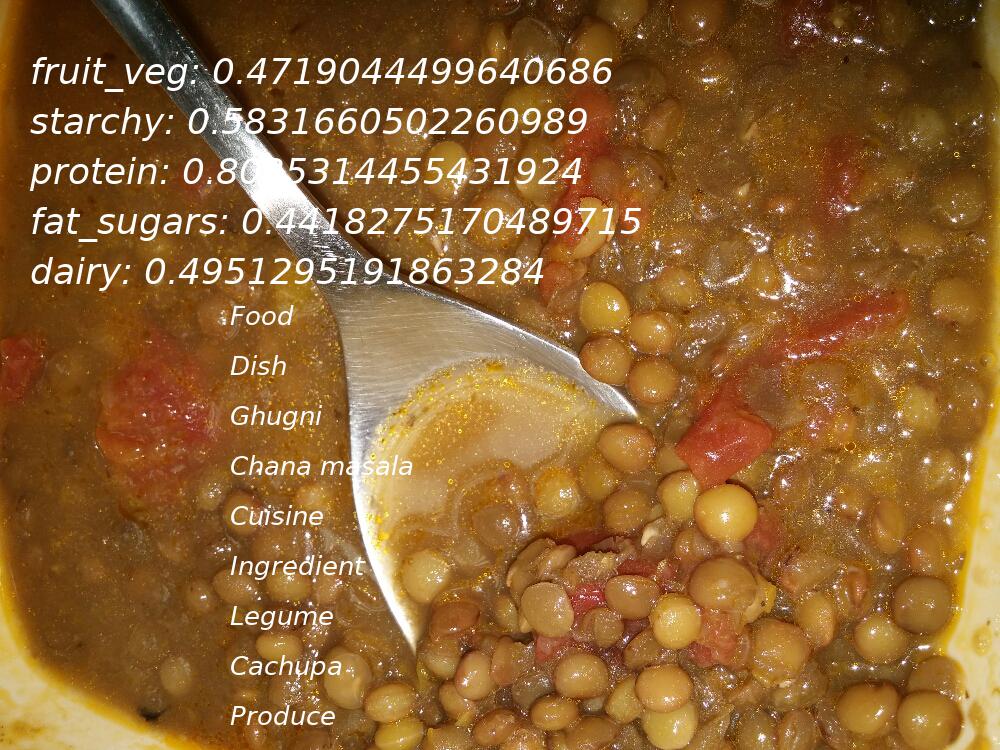 fruit_veg: 0.4719044499640686
starchy: 0.5831660502260989
protein:
fat_sugars: 0.4418275170489715
dairy: 0.4951295191863284
Food
Dish
Ghugni
Chana masala
Cuisine
Ingredient
Legume
Cachupa
Produce